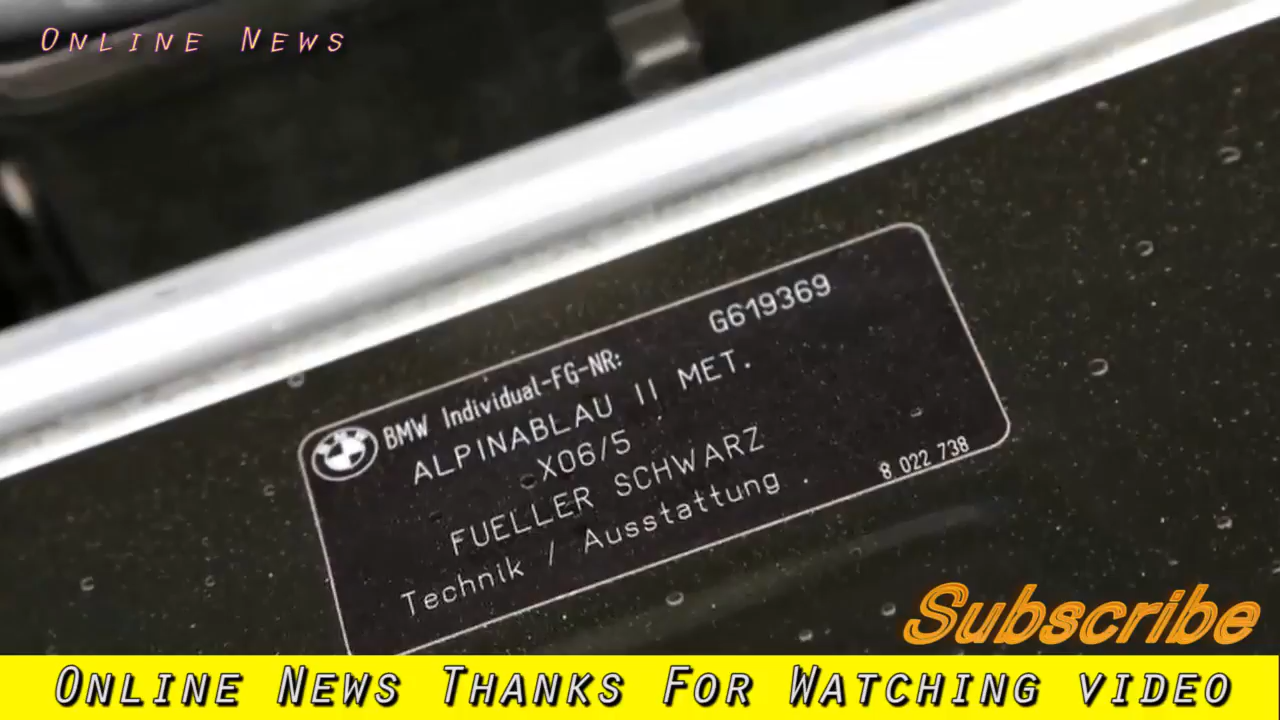 ONLINE NEWS
BMW Individual-FG-NR: G619369
ALPINABLAU II MET.
X06/5
FUELLER SCHWARZ
Technik / Ausstattung .
8 022 738
Subscribe
ONLINE NEWS THANKS FOR WATCHING VIDEO